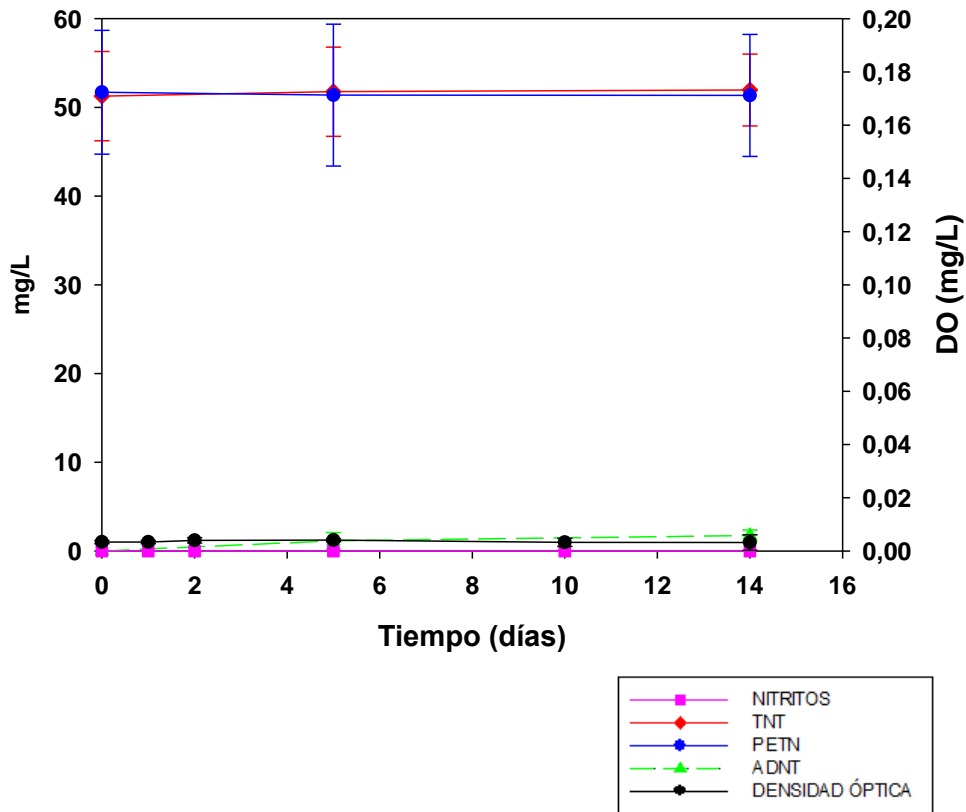 60
50
40
30
20
10
0
mg/L
0,20
0,18
0,16
0,14
0,12
0,10
0,08
0,06
0,04
0,02
0,00
DO (mg/L)
0 2 4 6 8 10 12 14 16
Tiempo (días)
NITRITOS
TNT
PETN
ADNT
DENSIDAD ÓPTICA